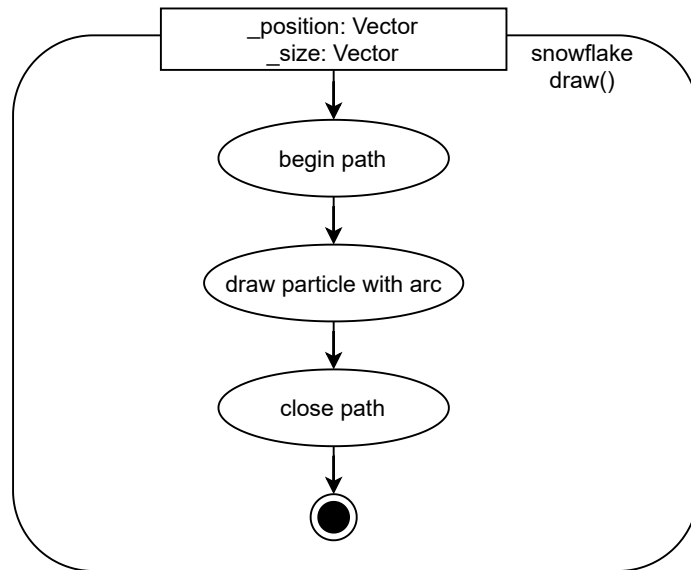 _position: Vector
_size: Vector
snowflake
draw()
begin path
draw particle with arc
close path